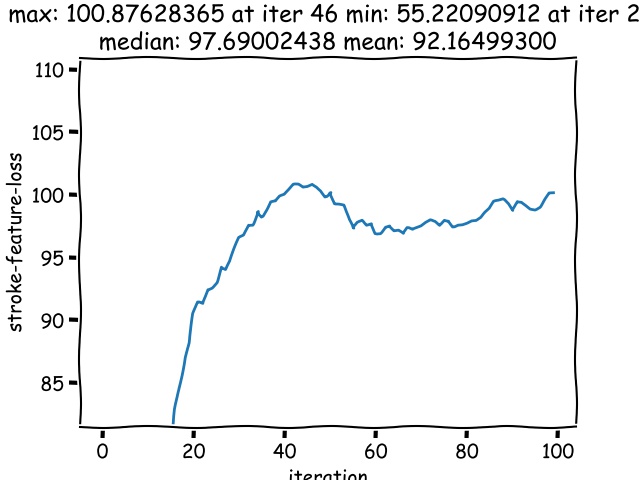 max: 100.87628365 at iter 46 min: 55.22090912 at iter 2
median: 97.69002438 mean: 92.16499300
110
105
100
95
90
85
stroke-feature-loss
0 20 40 60 80 100
iteration